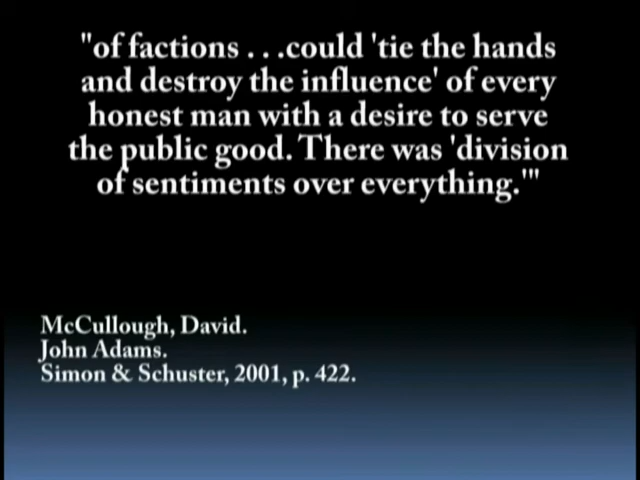 "of factions . . .could 'tie the hands
and destroy the influence' of every
honest man with a desire to serve
the public good. There was 'division
of sentiments over everything.'"
McCullough, David.
John Adams.
Simon & Schuster, 2001, p. 422.